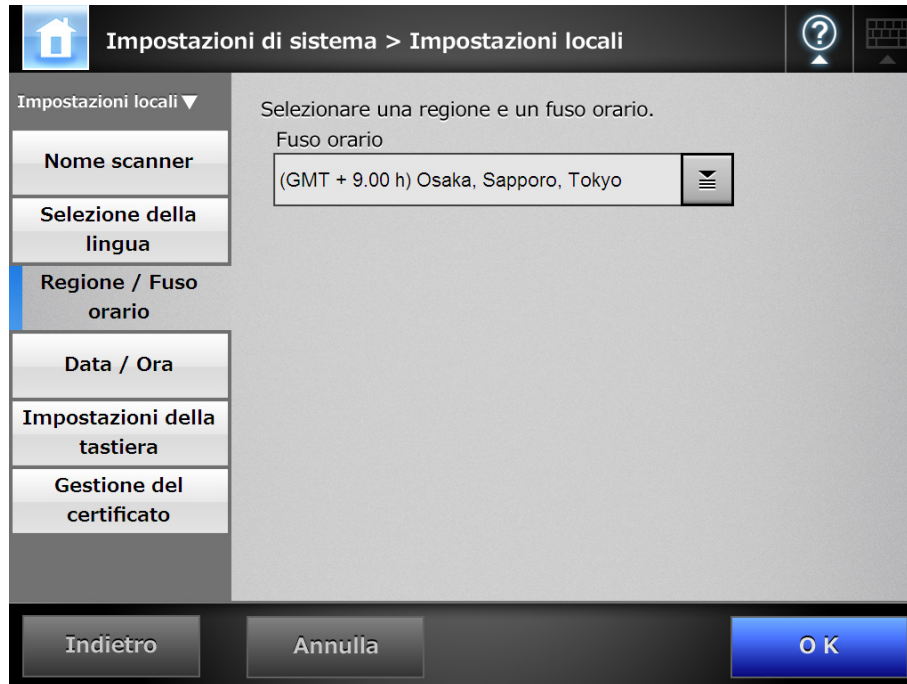 Impostazioni di sistema > Impostazioni locali
?
Impostazioni locali ▼
Nome scanner
Selezione della
lingua
Regione / Fuso
orario
Data / Ora
Impostazioni della
tastiera
Gestione del
certificato
Selezionare una regione e un fuso orario.
Fuso orario
(GMT + 9.00 h) Osaka, Sapporo, Tokyo
Indietro
Annulla
O K